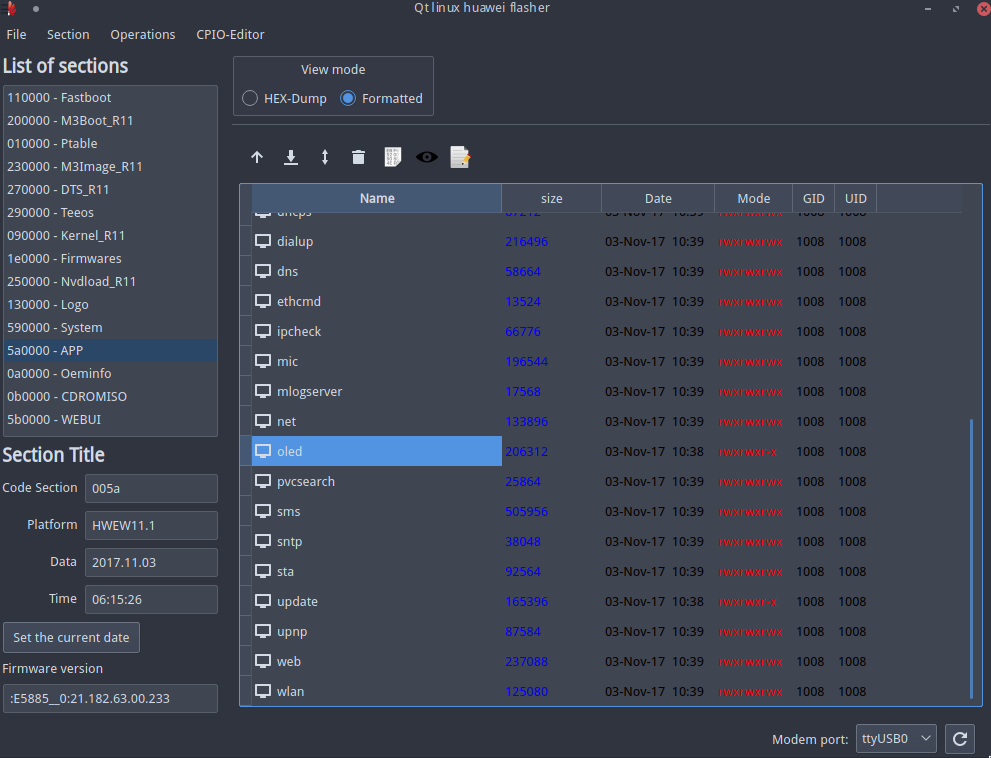 Qt linux huawei flasher
File Section Operations CPIO-Editor
List of sections
110000 - Fastboot
200000 - M3Boot_R11
010000 - Ptable
230000 - M3Image_R11
270000 - DTS_R11
290000 - Teeos
090000 - Kernel_R11
1e0000 - Firmwares
250000 - Nvdload_R11
130000 - Logo
590000 - System
5a0000 - APP
0a0000 - Oeminfo
0b0000 - CDROMISO
5b0000 - WEBUI
Section Title
Code Section 005a
Platform HWEW11.1
Data 2017.11.03
Time 06:15:26
Set the current date
Firmware version
:E5885__0:21.182.63.00.233
View mode
HEX-Dump Formatted
Name size Date Mode GID UID
dialup 216496 03-Nov-17 10:39 rwxrwxrwx 1008 1008
dns 58664 03-Nov-17 10:39 rwxrwxrwx 1008 1008
ethcmd 13524 03-Nov-17 10:39 rwxrwxrwx 1008 1008
ipcheck 66776 03-Nov-17 10:39 rwxrwxrwx 1008 1008
mic 196544 03-Nov-17 10:39 rwxrwxrwx 1008 1008
mlogserver 17568 03-Nov-17 10:39 rwxrwxrwx 1008 1008
net 133896 03-Nov-17 10:39 rwxrwxrwx 1008 1008
oled 206312 03-Nov-17 10:38 rwxrwxr-x 1008 1008
pvcsearch 25864 03-Nov-17 10:39 rwxrwxrwx 1008 1008
sms 505956 03-Nov-17 10:39 rwxrwxrwx 1008 1008
sntp 38048 03-Nov-17 10:39 rwxrwxrwx 1008 1008
sta 92564 03-Nov-17 10:39 rwxrwxrwx 1008 1008
update 165396 03-Nov-17 10:38 rwxrwxr-x 1008 1008
upnp 87584 03-Nov-17 10:39 rwxrwxrwx 1008 1008
web 237088 03-Nov-17 10:39 rwxrwxrwx 1008 1008
wlan 125080 03-Nov-17 10:39 rwxrwxrwx 1008 1008
Modem port: ttyUSB0